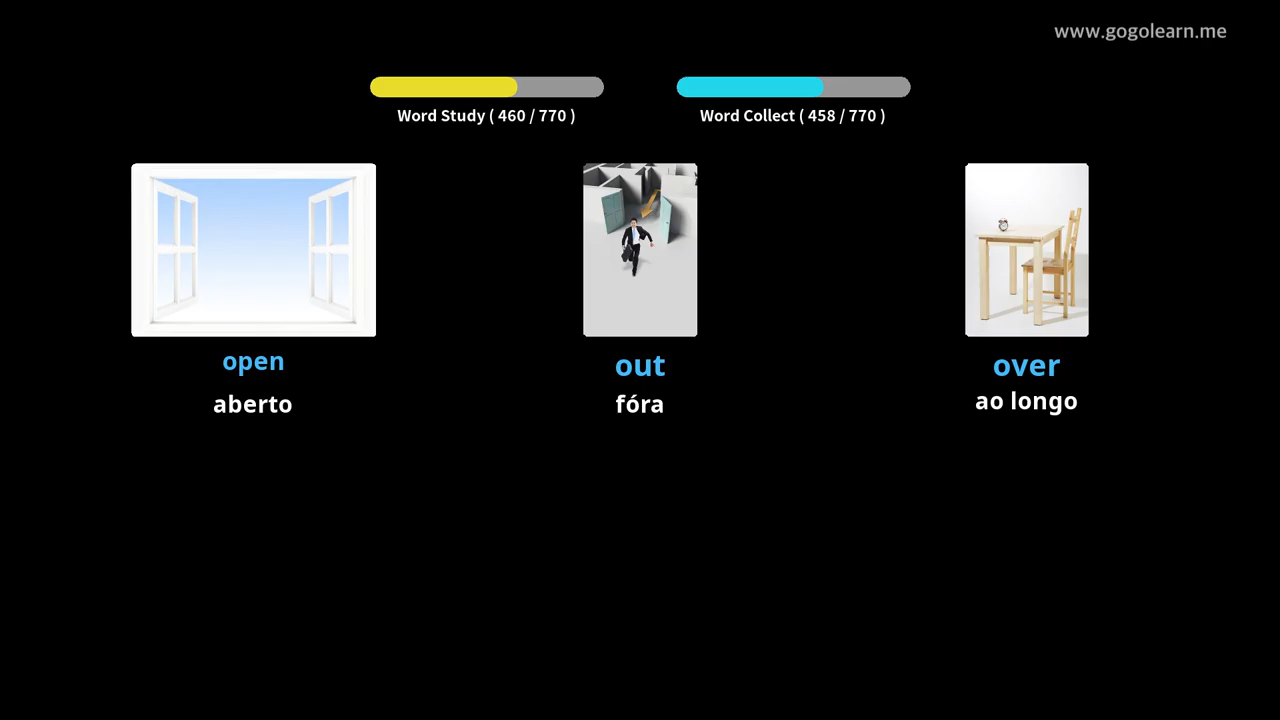 www.gogolearn.me
Word Study ( 460 / 770 )
Word Collect ( 458 / 770 )
open
out
over
aberto
fóra
ao longo